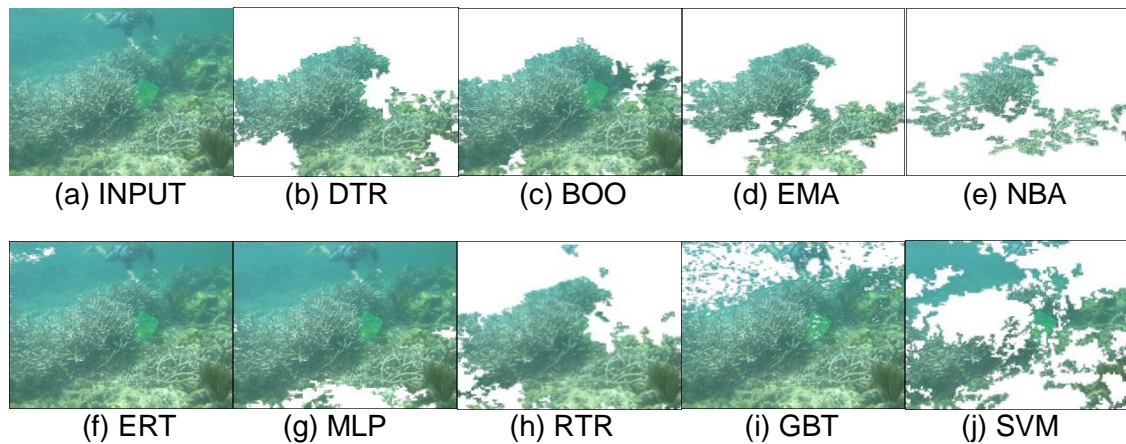 (a) INPUT (b) DTR (c) BOO (d) EMA (e) NBA
(f) ERT (g) MLP (h) RTR (i) GBT (j) SVM